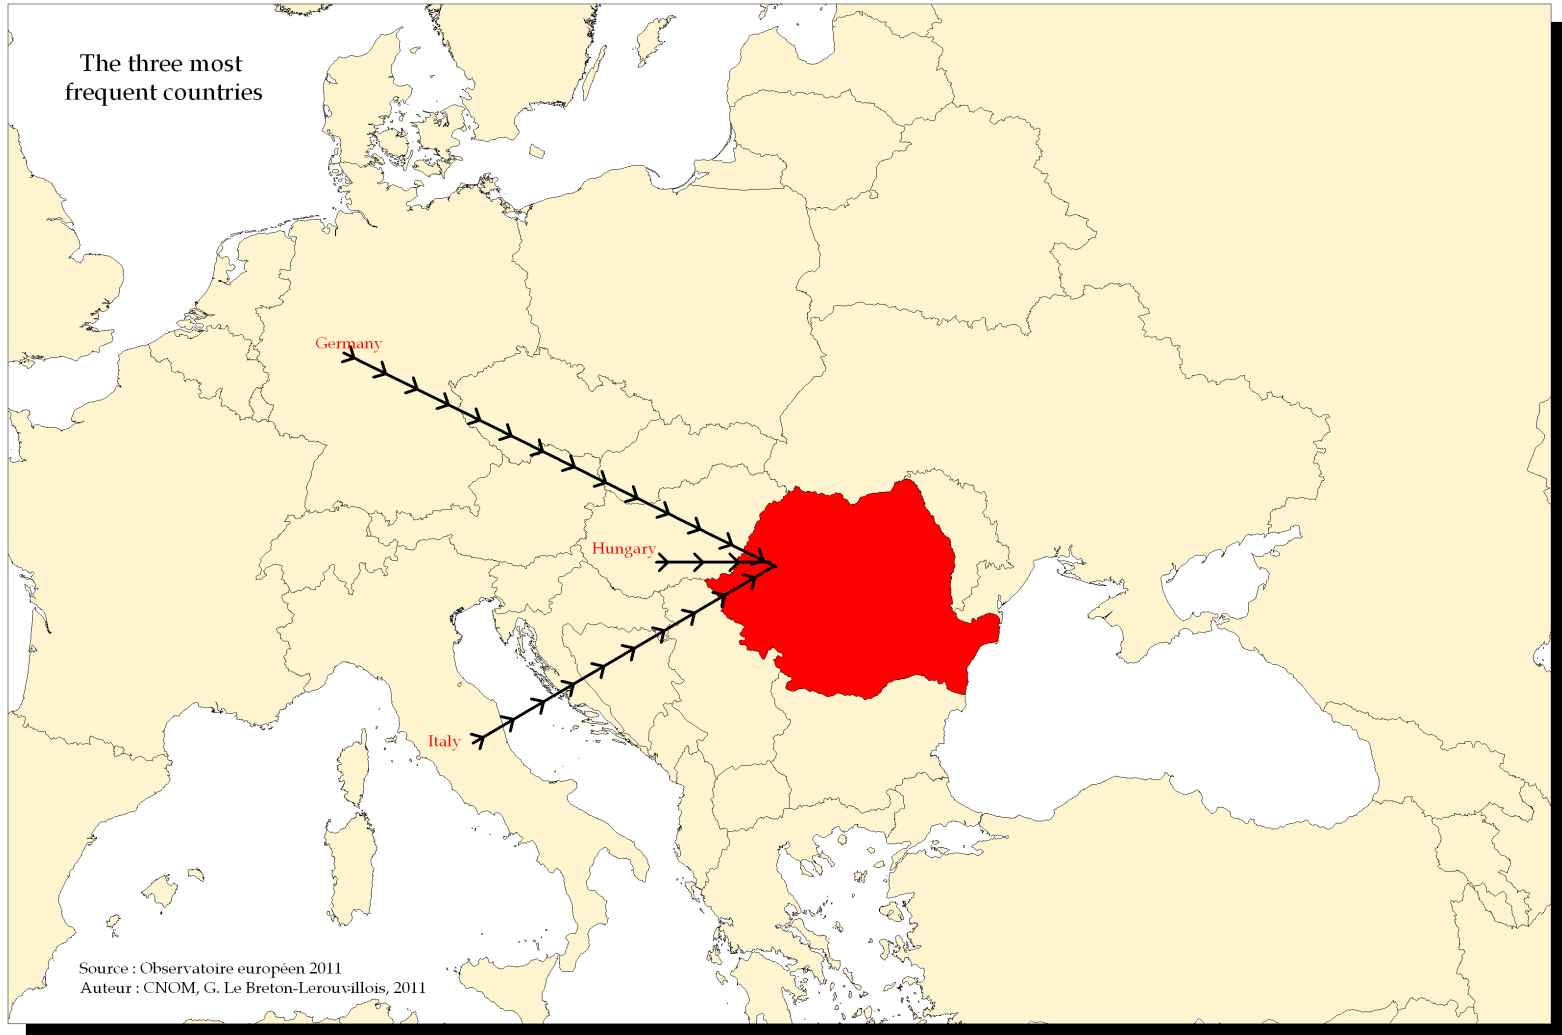 The three most
frequent countries
Germany
Hungary
Italy
Source : Observatoire européen 2011
Auteur : CNOM, G. Le Breton-Lerouvillois, 2011